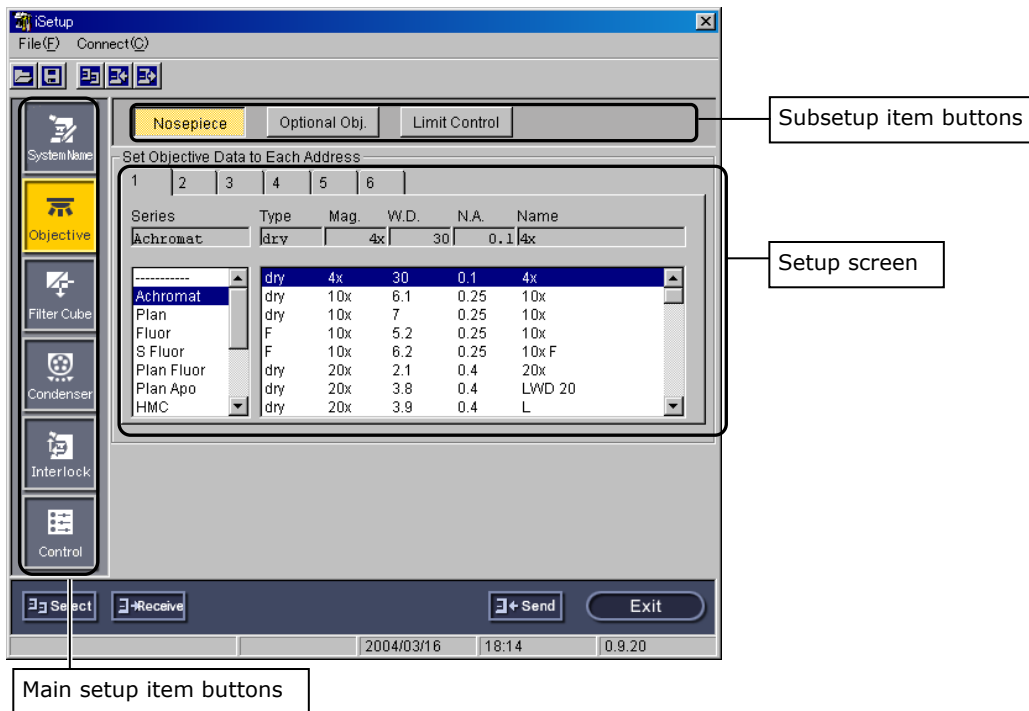 iSetup
File(F) Connect(C)
Nosepiece Optional Obj. Limit Control
Subsetup item buttons
SystemName
Set Objective Data to Each Address
1 2 3 4 5 6
Series Type Mag. W.D. N.A. Name
Achromat dry 4x 30 0.1 4x
Objective
Setup screen
---------- dry 4x 30 0.1 4x
Achromat dry 10x 6.1 0.25 10x
Plan dry 10x 7 0.25 10x
Fluor F 10x 5.2 0.25 10x
S Fluor F 10x 6.2 0.25 10x F
Plan Fluor dry 20x 2.1 0.4 20x
Plan Apo dry 20x 3.8 0.4 LWD 20
HMC dry 20x 3.9 0.4 L
Filter Cube
Condenser
Interlock
Control
Select Receive Send Exit
2004/03/16 18:14 0.9.20
Main setup item buttons